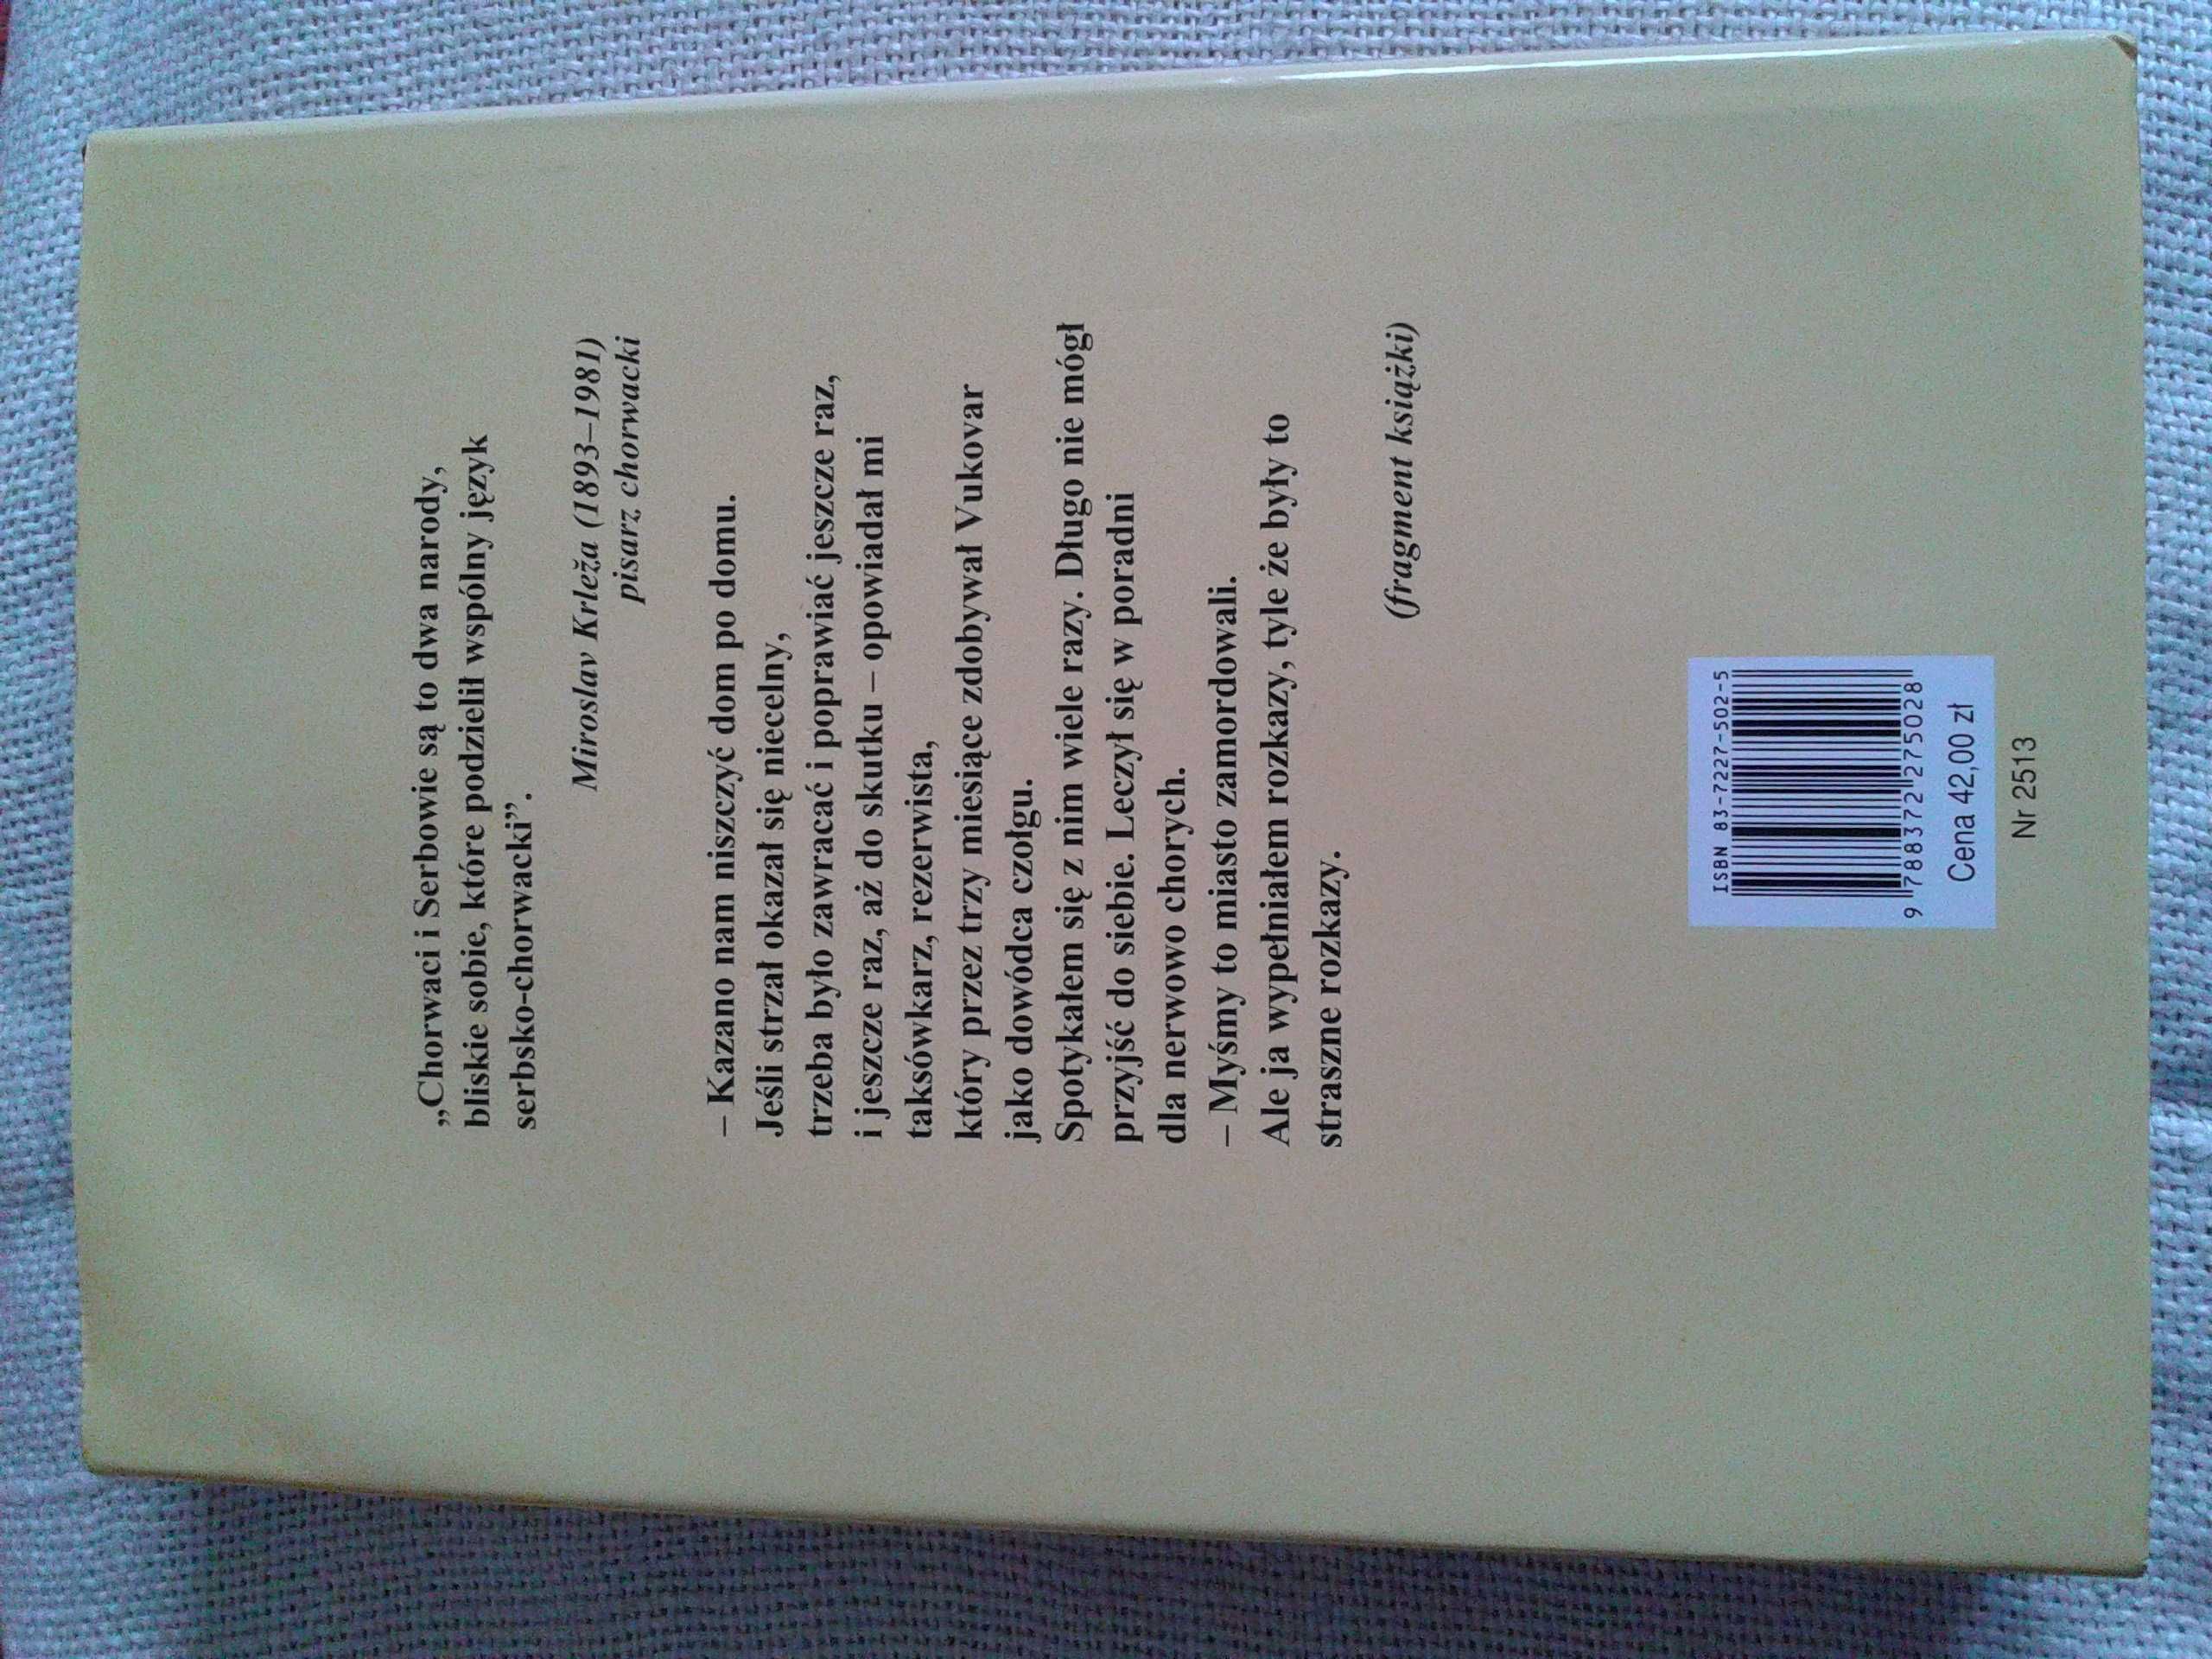 „Chorwaci i Serbowie są to dwa narody,
bliskie sobie, które podzielił wspólny język
serbsko-chorwacki”.
Miroslav Krleža (1893–1981)
pisarz chorwacki
– Kazano nam niszczyć dom po domu.
Jeśli strzał okazał się niecelny,
trzeba było zawracać i poprawiać jeszcze raz,
i jeszcze raz, aż do skutku – opowiadał mi
taksówkarz, rezerwista,
który przez trzy miesiące zdobywał Vukovar
jako dowódca czołgu.
Spotykałem się z nim wiele razy. Długo nie mógł
przyjść do siebie. Leczył się w poradni
dla nerwowo chorych.
– Myśmy to miasto zamordowali.
Ale ja wypełniałem rozkazy, tyle że były to
straszne rozkazy.
(fragment książki)
ISBN 83-7227-502-5
9 788372 275028
Cena 42,00 zł
Nr 2513